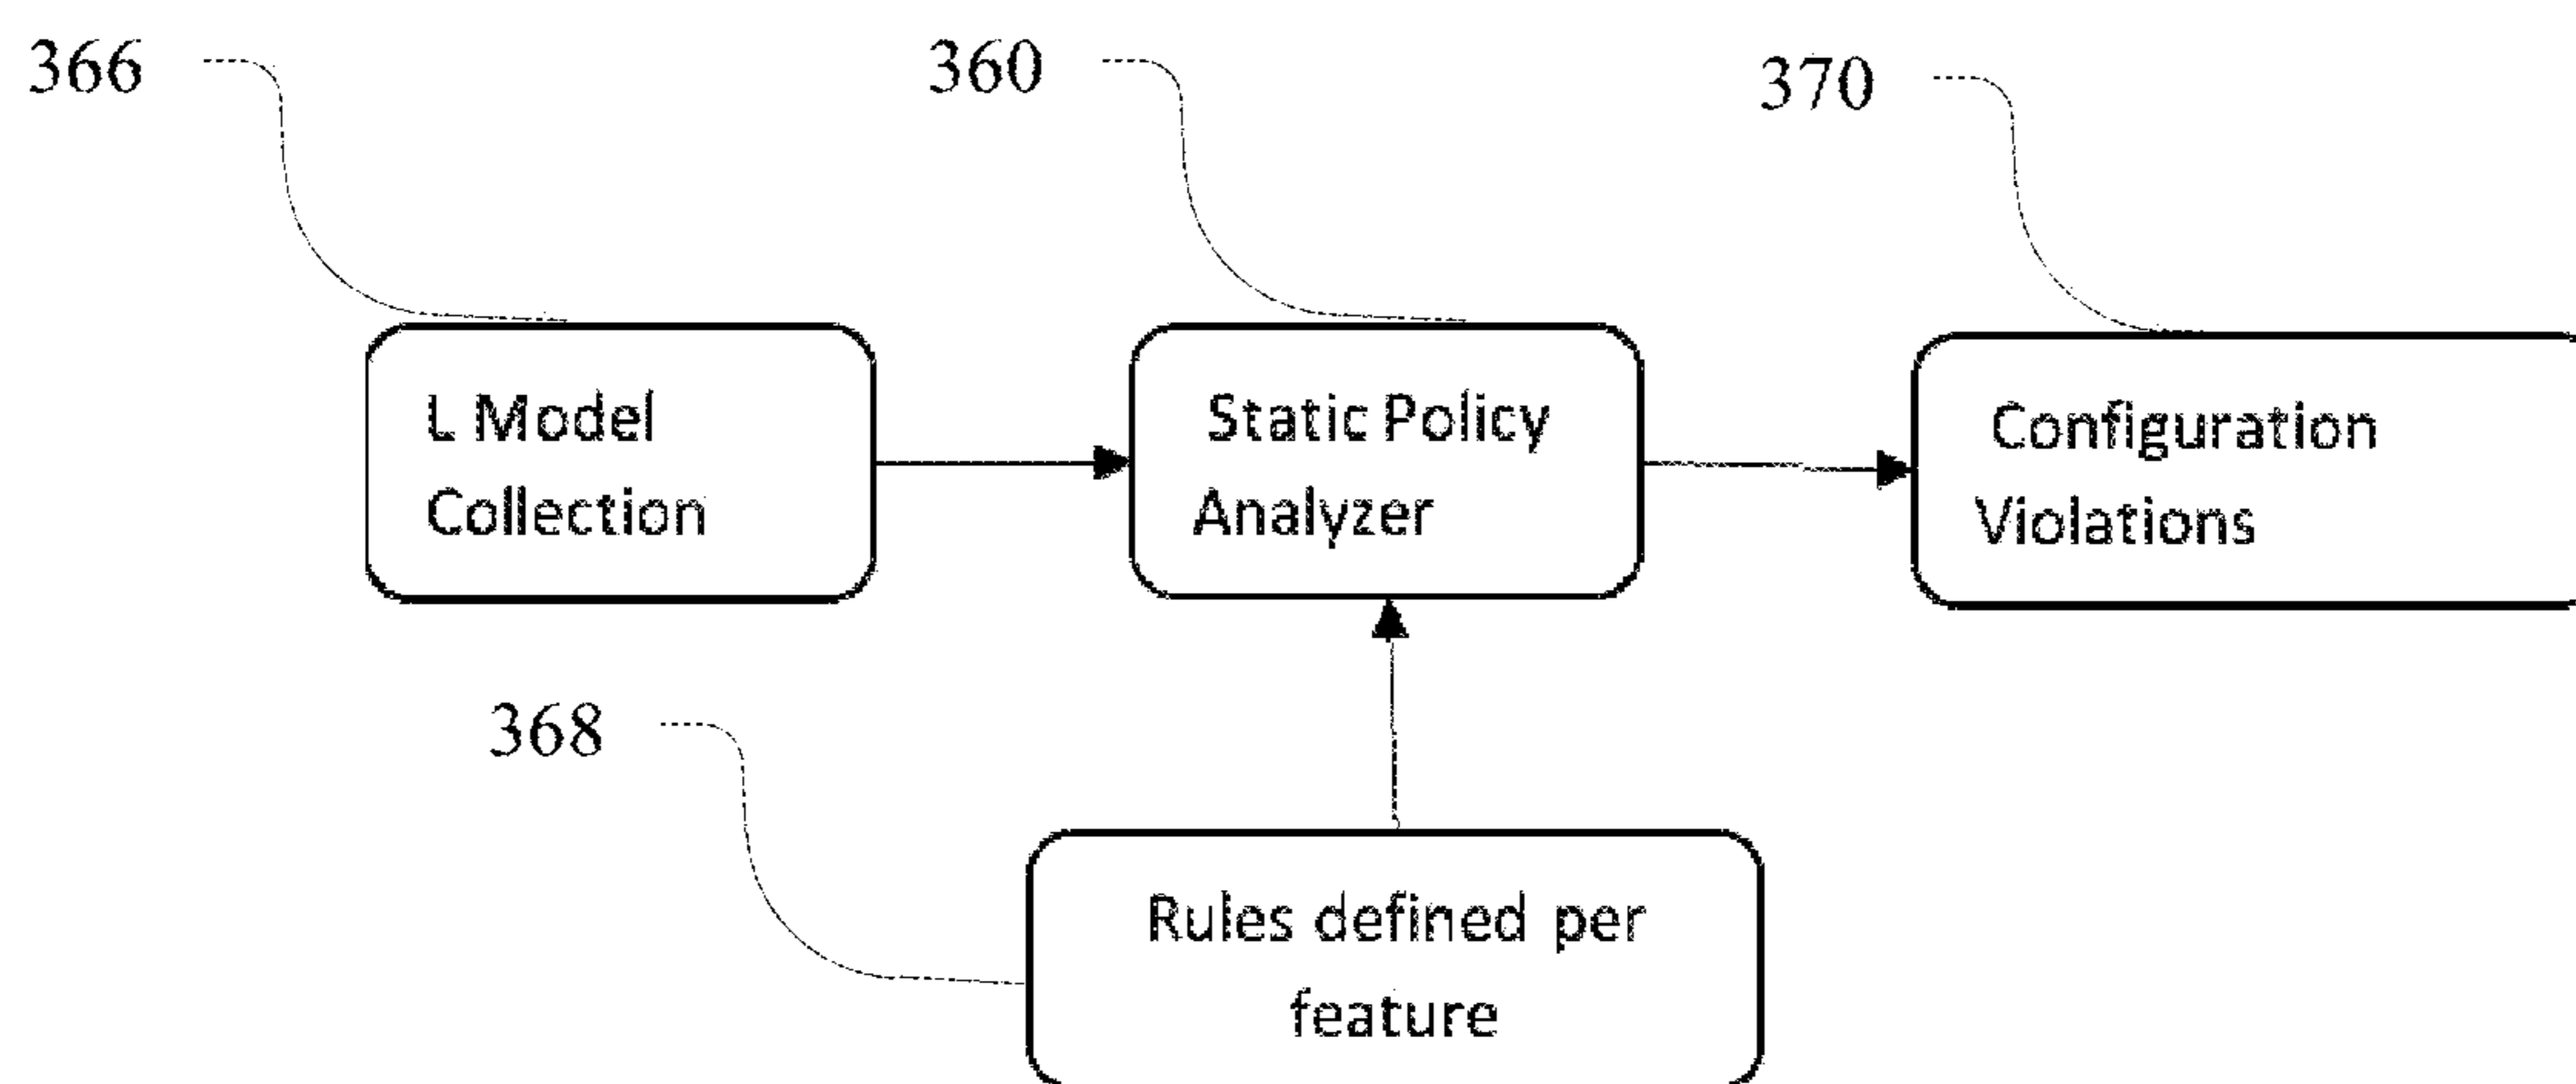 366
360
370
L Model
Collection
Static Policy
Analyzer
Configuration
Violations
368
Rules defined per
feature